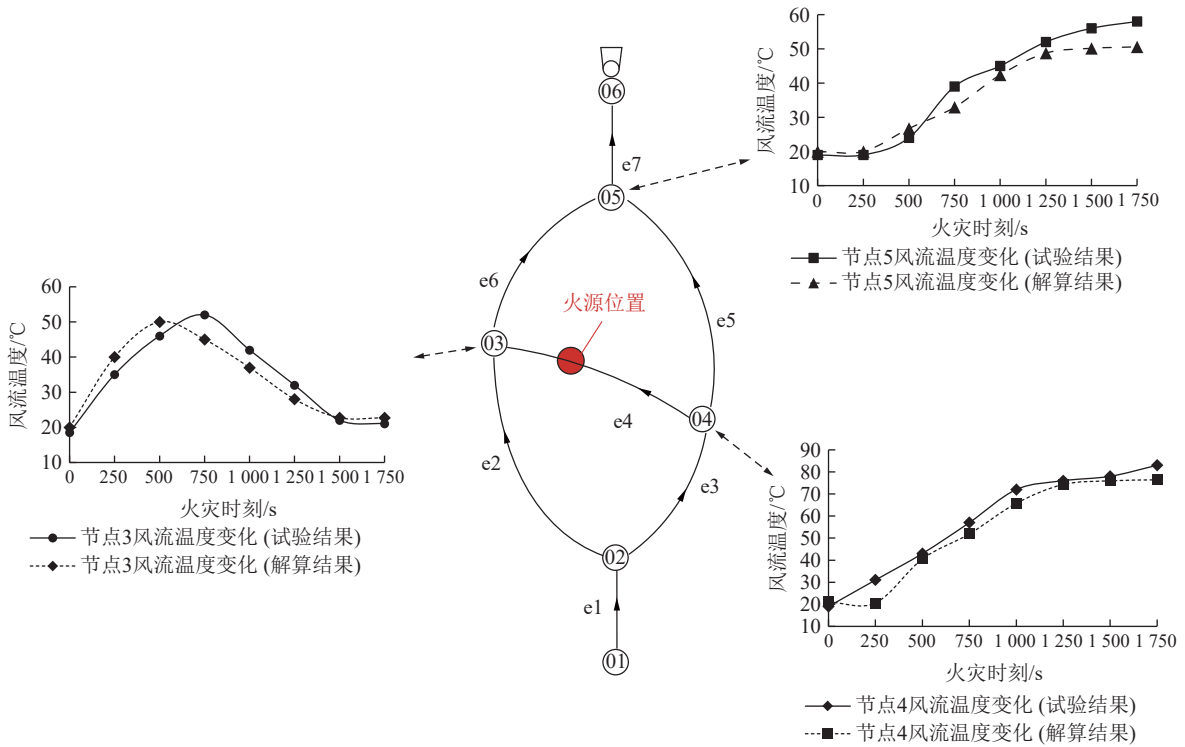 60
50
40
30
20
10
风流温度/℃
0 250 500 750 1 000 1 250 1 500 1 750
火灾时刻/s
节点5风流温度变化 (试验结果)
节点5风流温度变化 (解算结果)
06
e7
05
e6
e5
火源位置
03
04
e4
e2
e3
02
e1
01
60
50
40
30
20
10
风流温度/℃
0 250 500 750 1 000 1 250 1 500 1 750
火灾时刻/s
节点3风流温度变化 (试验结果)
节点3风流温度变化 (解算结果)
90
80
70
60
50
40
30
20
10
风流温度/℃
0 250 500 750 1 000 1 250 1 500 1 750
火灾时刻/s
节点4风流温度变化 (试验结果)
节点4风流温度变化 (解算结果)